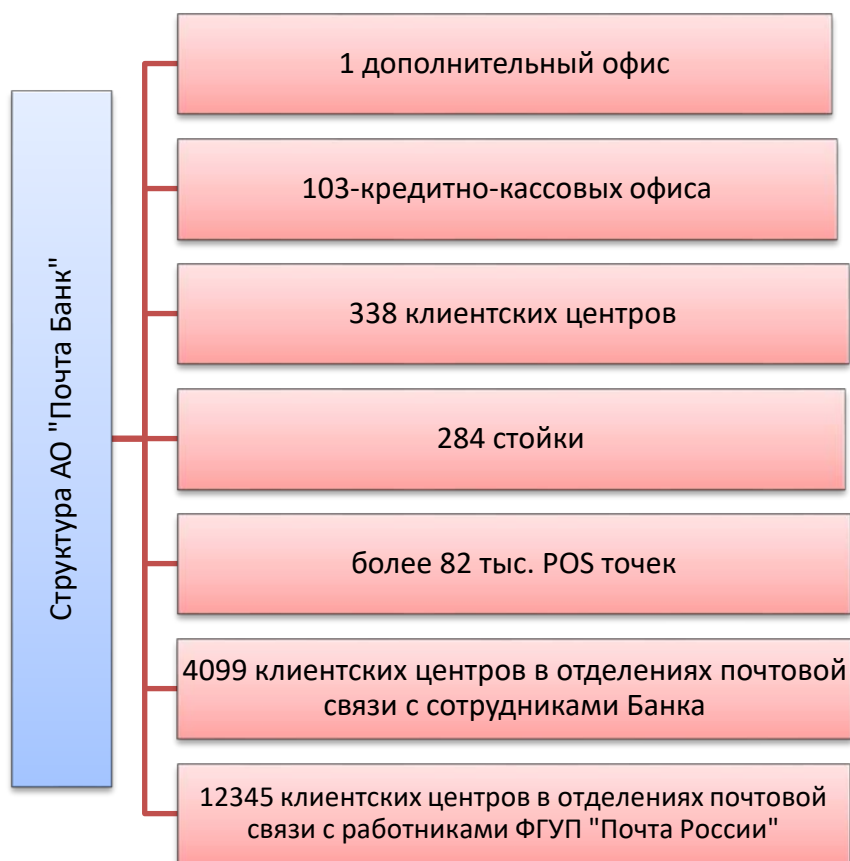 Структура АО "Почта Банк"
1 дополнительный офис
103-кредитно-кассовых офиса
338 клиентских центров
284 стойки
более 82 тыс. POS точек
4099 клиентских центров в отделениях почтовой
связи с сотрудниками Банка
12345 клиентских центров в отделениях почтовой
связи с работниками ФГУП "Почта России"